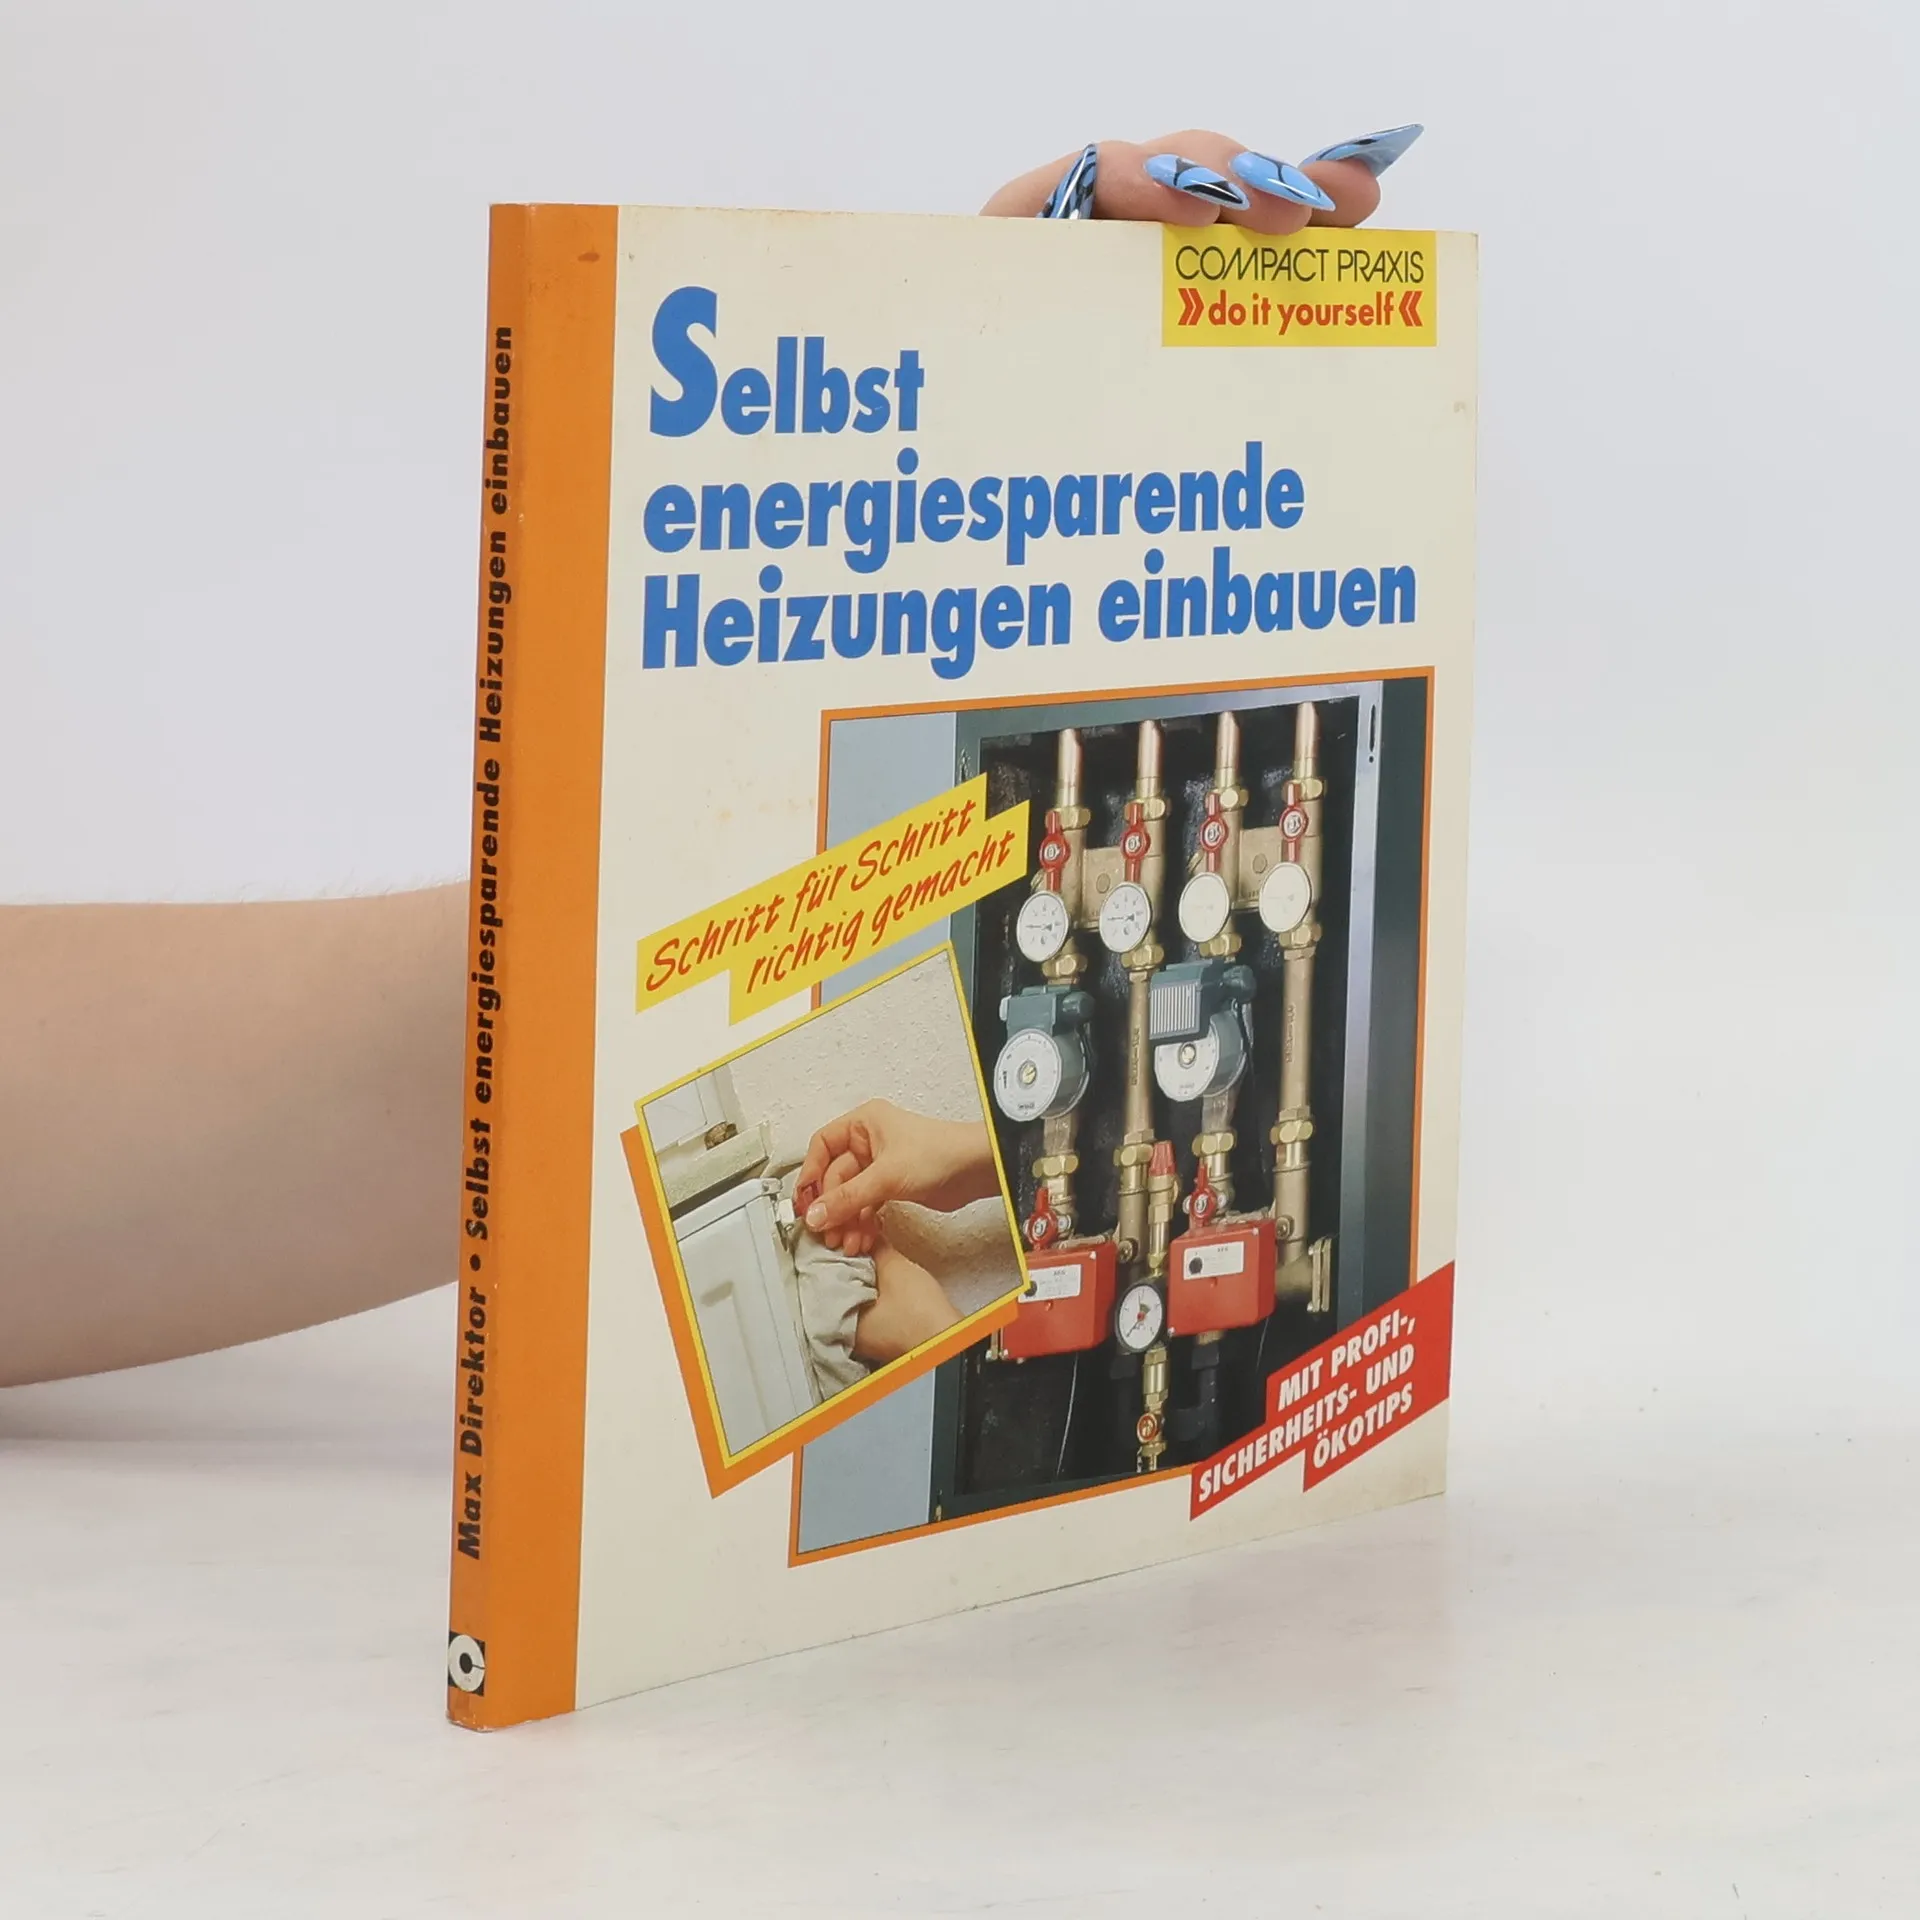 COMPACT PRAXIS
»do it yourself«
Selbst
energiesparende
Heizungen einbauen
Schritt für Schritt
richtig gemacht
MIT PROFI-,
SICHERHEITS- UND
ÖKOTIPS
Max Direktor • Selbst energiesparende Heizungen einbauen